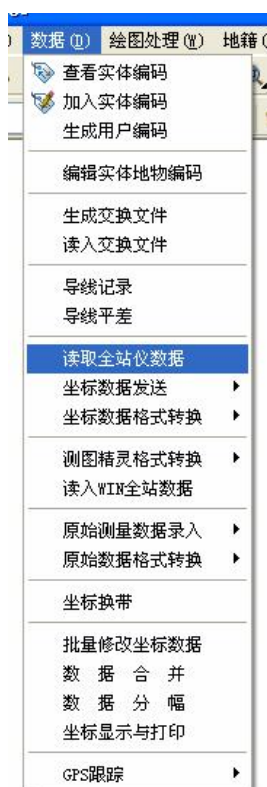 数据(D) 绘图处理(W) 地籍(
查看实体编码
加入实体编码
生成用户编码
编辑实体地物编码
生成交换文件
读入交换文件
导线记录
导线平差
读取全站仪数据
坐标数据发送
坐标数据格式转换
测图精灵格式转换
读入WIN全站数据
原始测量数据录入
原始数据格式转换
坐标换带
批量修改坐标数据
数 据 合 并
数 据 分 幅
坐标显示与打印
GPS跟踪